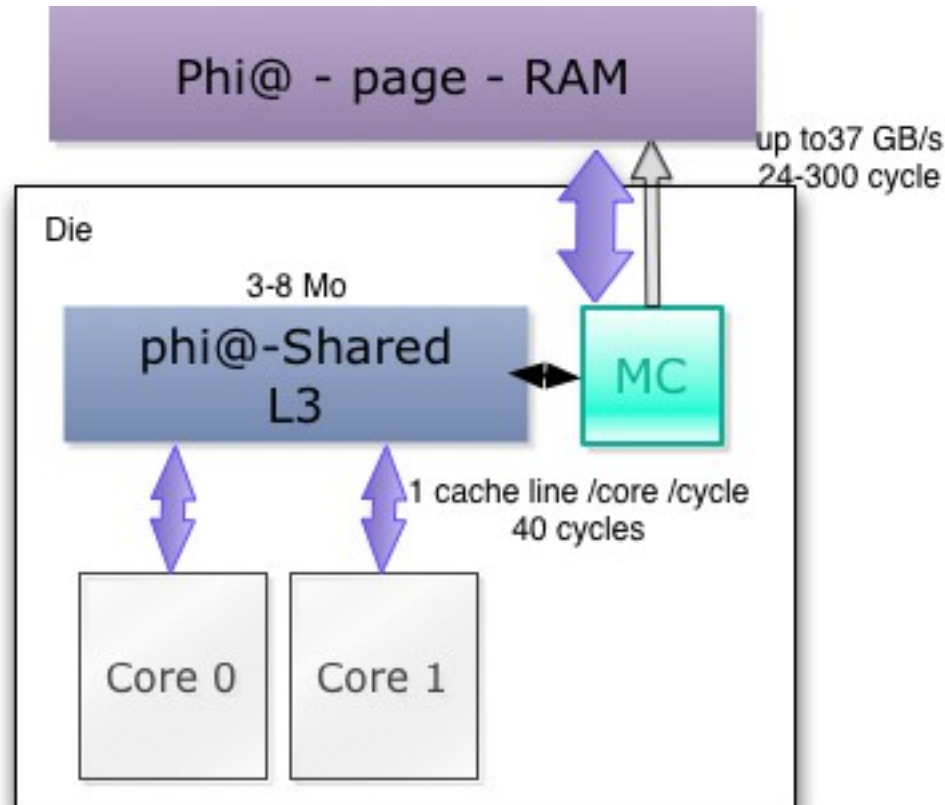 Phi@ - page - RAM
up to37 GB/s
24-300 cycle
Die
3-8 Mo
phi@-Shared
L3
MC
1 cache line /core /cycle
40 cycles
Core 0
Core 1